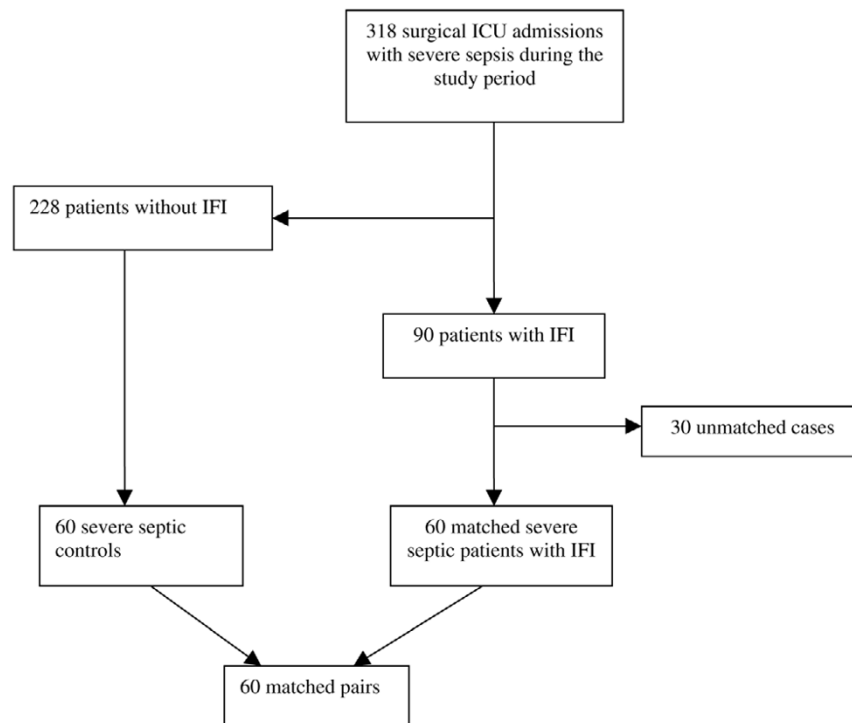 318 surgical ICU admissions
with severe sepsis during the
study period
228 patients without IFI
90 patients with IFI
30 unmatched cases
60 severe septic
controls
60 matched severe
septic patients with IFI
60 matched pairs